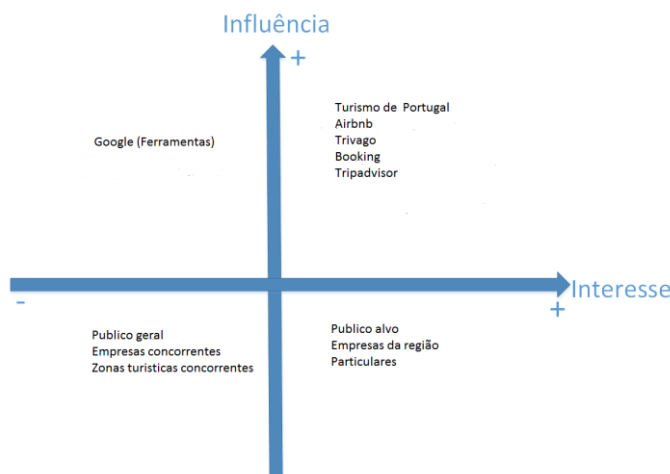 Influência
+
Turismo de Portugal
Airbnb
Trivago
Booking
Tripadvisor
Google (Ferramentas)
-
Interesse
+
Publico geral
Empresas concorrentes
Zonas turisticas concorrentes
Publico alvo
Empresas da região
Particulares